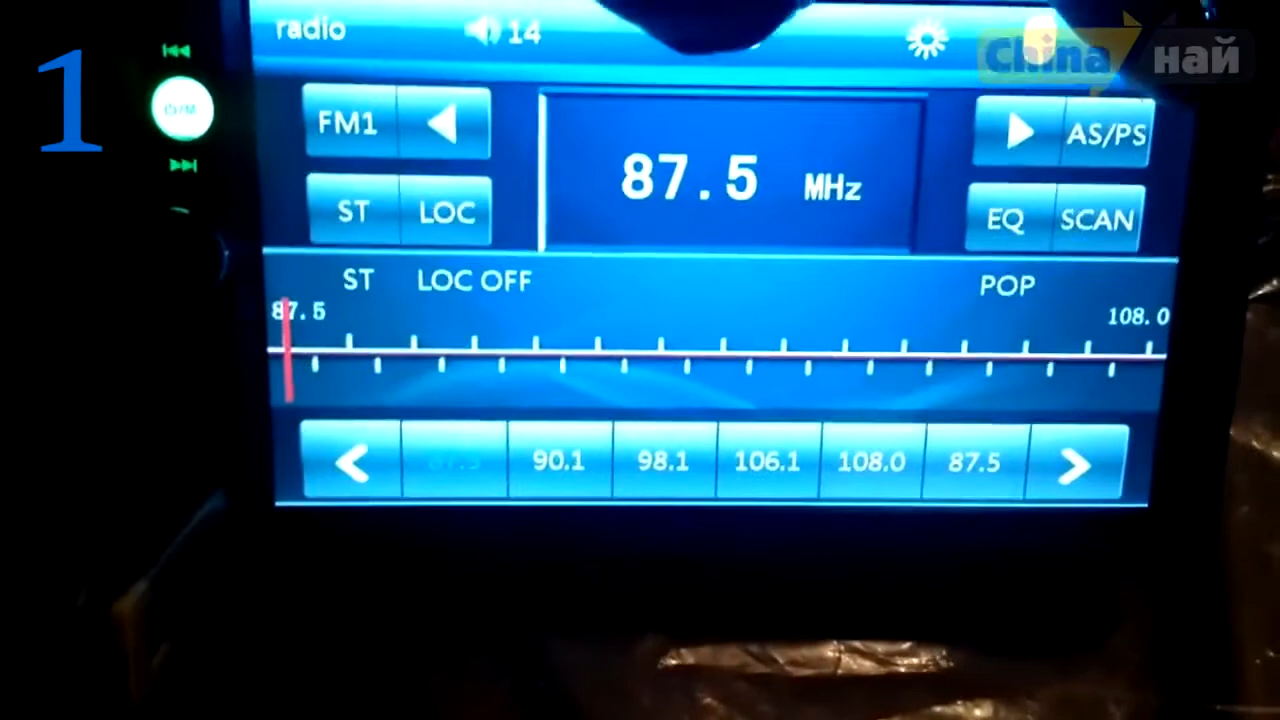 1
radio 14
China най
FM1 AS/PS
87.5 MHz
ST LOC EQ SCAN
ST LOC OFF POP
87.5 108.0
90.1 98.1 106.1 108.0 87.5